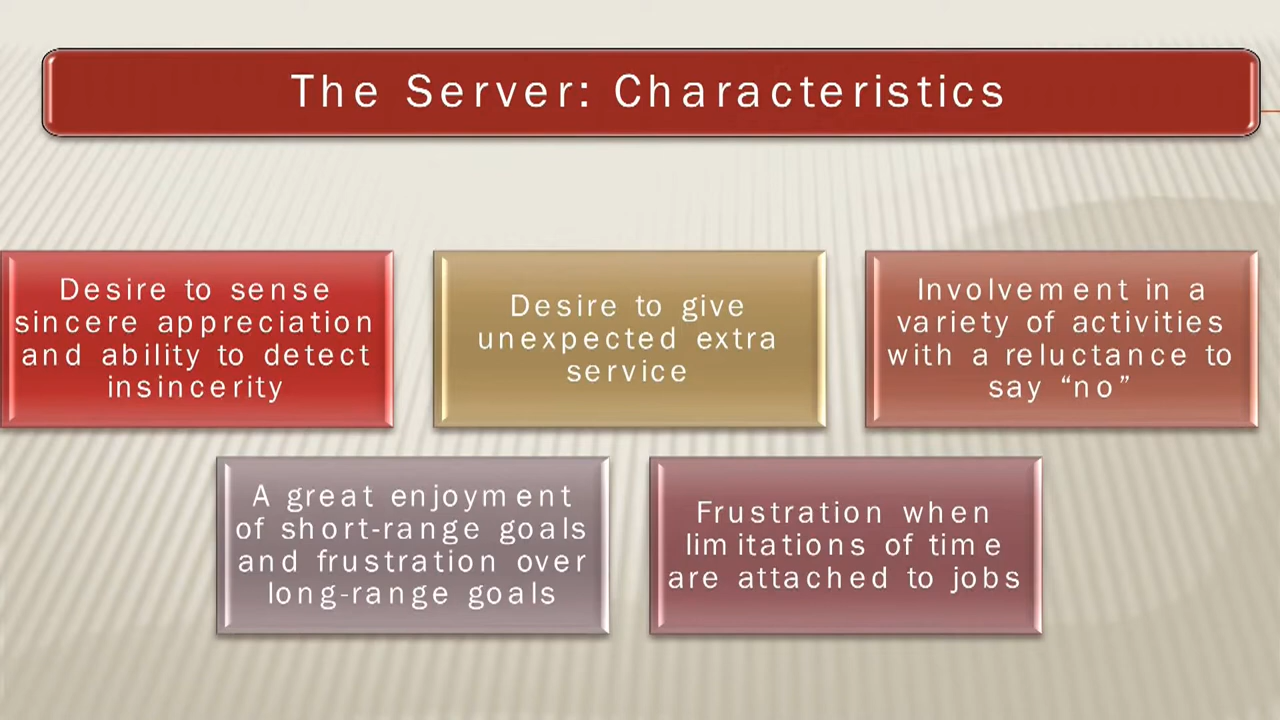 The Server: Characteristics
Desire to sense
sincere appreciation
and ability to detect
insincerity
Desire to give
unexpected extra
service
Involvement in a
variety of activities
with a reluctance to
say “no”
A great enjoyment
of short-range goals
and frustration over
long-range goals
Frustration when
limitations of time
are attached to jobs